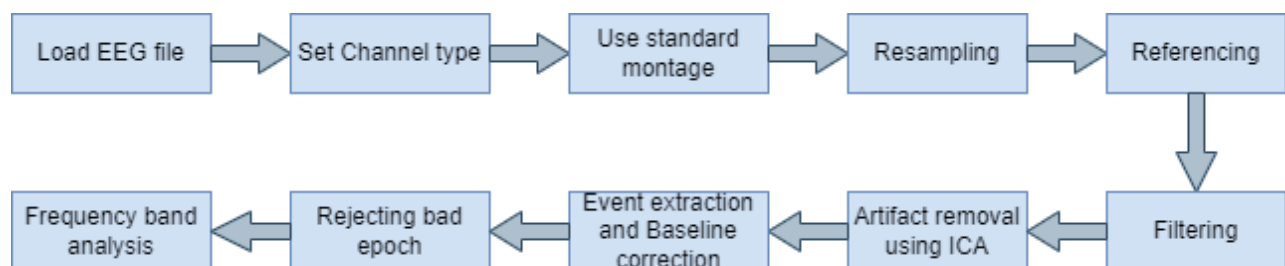 Load EEG file
Set Channel type
Use standard
montage
Resampling
Referencing
Filtering
Artifact removal
using ICA
Event extraction
and Baseline
correction
Rejecting bad
epoch
Frequency band
analysis